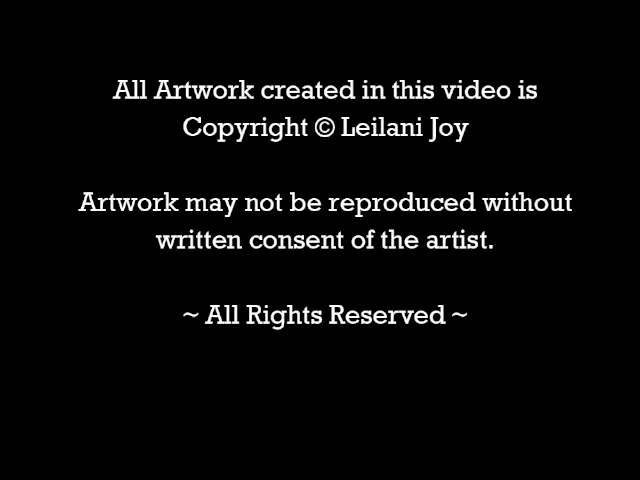 All Artwork created in this video is
Copyright © Leilani Joy
Artwork may not be reproduced without
written consent of the artist.
~ All Rights Reserved ~